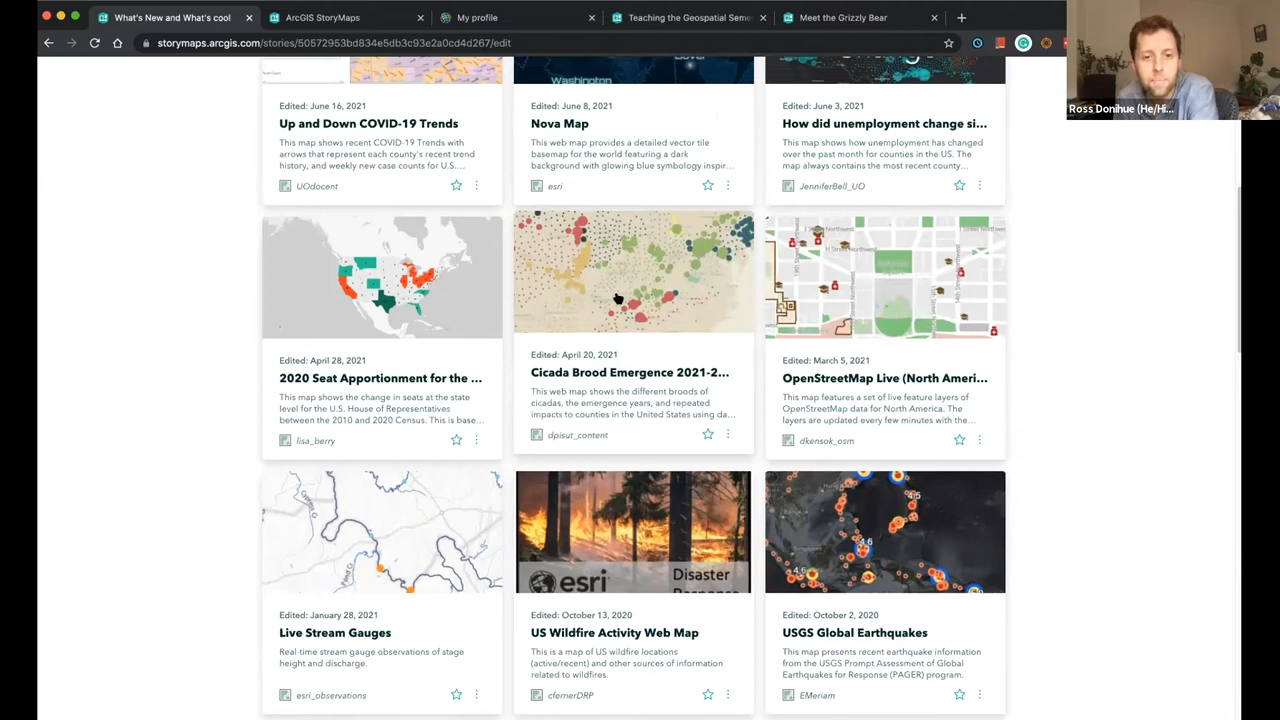 What's New and What's cool
ArcGIS StoryMaps
My profile
Teaching the Geospatial Seme
Meet the Grizzly Bear
storymaps.arcgis.com/stories/50572953bd834e5db3c93e2a0cd4d267/edit
Ross Donihue (He/Hi...
Washington
Edited: June 16, 2021
Up and Down COVID-19 Trends
This map shows recent COVID-19 Trends with
arrows that represent each county's recent trend
history, and weekly new case counts for U.S....
UOdocent
Edited: June 8, 2021
Nova Map
This web map provides a detailed vector tile
basemap for the world featuring a dark
background with glowing blue symbology inspir...
esri
Edited: June 3, 2021
How did unemployment change si...
This map shows how unemployment has changed
over the past month for counties in the US. The
map always contains the most recent county...
JenniferBell_UO
Edited: April 28, 2021
2020 Seat Apportionment for the ...
This map shows the change in seats at the state
level for the U.S. House of Representatives
between the 2010 and 2020 Census. This is base...
lisa_berry
Edited: April 20, 2021
Cicada Brood Emergence 2021-2...
This web map shows the different broods of
cicadas, the emergence years, and repeated
impacts to counties in the United States using da...
dpisut_content
I Street Northwest
H Street Northwest
Edited: March 5, 2021
OpenStreetMap Live (North Ameri...
This map features a set of live feature layers of
OpenStreetMap data for North America. The
layers are updated every few minutes with the...
dkensok_osm
Edited: January 28, 2021
Live Stream Gauges
Real-time stream gauge observations of stage
height and discharge.
esri_observations
esri
Disaster
Edited: October 13, 2020
US Wildfire Activity Web Map
This is a map of US wildfire locations
(active/recent) and other sources of information
related to wildfires.
cfernerDRP
4.5
4.6
4.6
Edited: October 2, 2020
USGS Global Earthquakes
This map presents recent earthquake information
from the USGS Prompt Assessment of Global
Earthquakes for Response (PAGER) program.
EMeriam